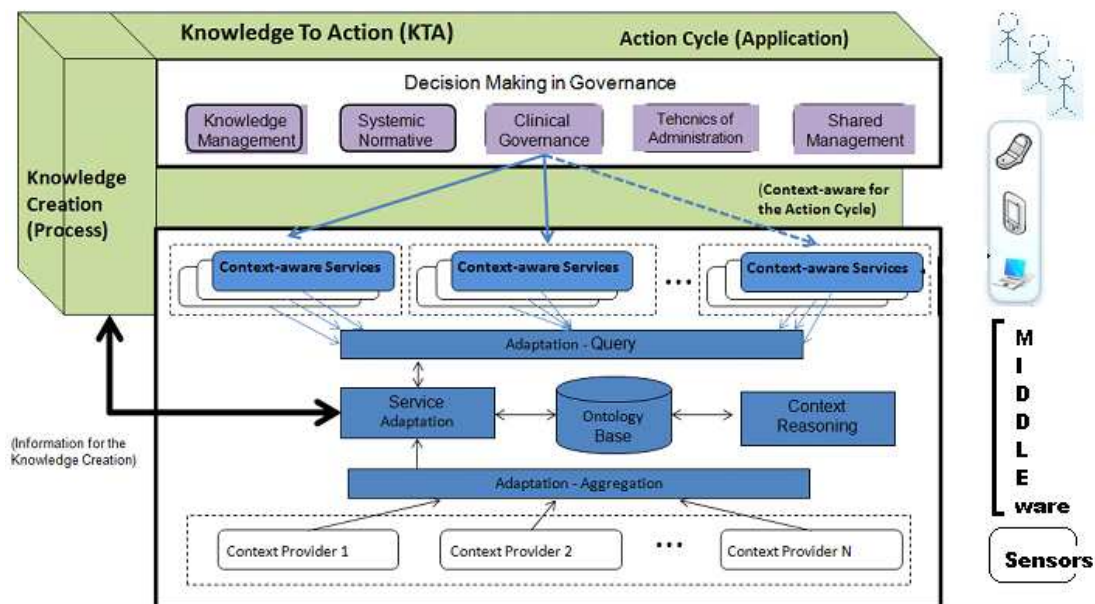 Knowledge To Action (KTA)
Action Cycle (Application)
Decision Making in Governance
Knowledge
Management
Systemic
Normative
Clinical
Governance
Tehcnics of
Administration
Shared
Management
Knowledge
Creation
(Process)
(Context-aware for
the Action Cycle)
Context-aware Services
Context-aware Services
...
Context-aware Services
Adaptation - Query
Service
Adaptation
Ontology
Base
Context
Reasoning
(Information for the
Knowledge Creation)
Adaptation - Aggregation
Context Provider 1
Context Provider 2
...
Context Provider N
M
I
D
D
L
E
ware
Sensors